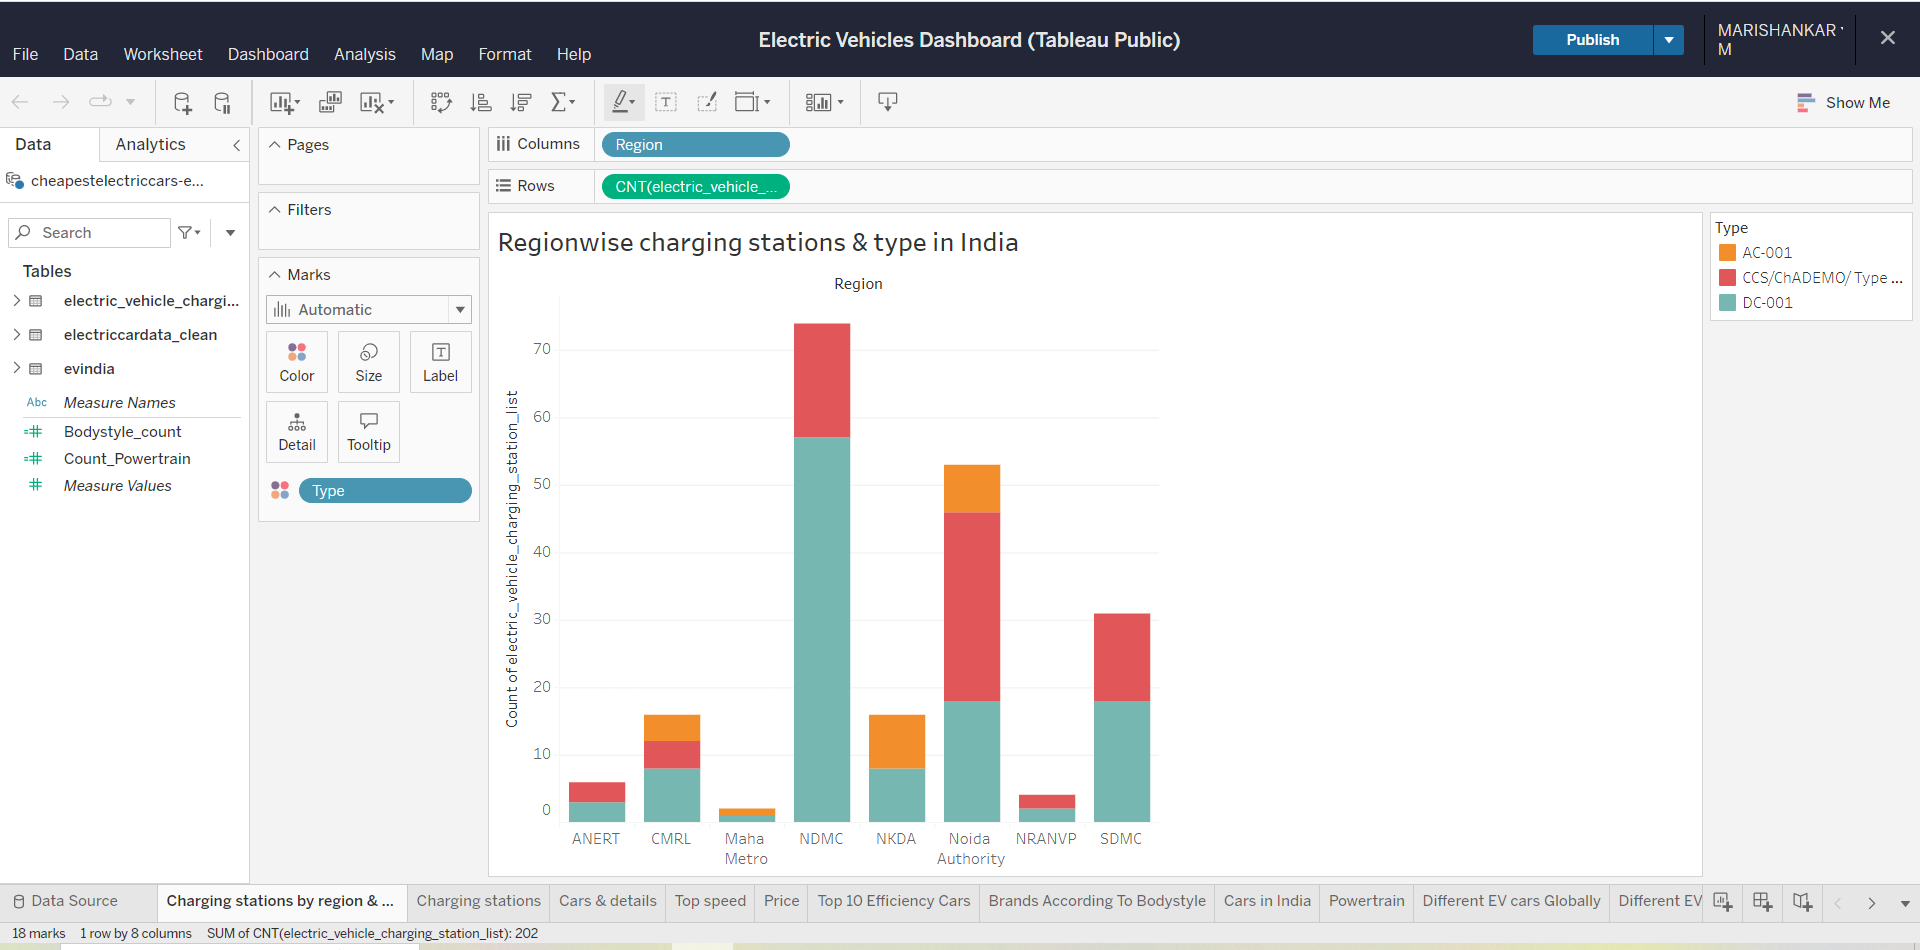 Electric Vehicles Dashboard (Tableau Public)
Publish
MARISHANKAR
M
File Data Worksheet Dashboard Analysis Map Format Help
Show Me
Data Analytics
cheapestelectriccars-e...
Search
Tables
electric_vehicle_chargi...
electriccardata_clean
evindia
Abc Measure Names
Bodystyle_count
Count_Powertrain
Measure Values
Pages
Filters
Marks
Automatic
Color Size Label
Detail Tooltip
Type
Columns Region
Rows CNT(electric_vehicle_...
Regionwise charging stations & type in India
Region
Count of electric_vehicle_charging_station_list
70
60
50
40
30
20
10
0
ANERT CMRL Maha Metro NDMC NKDA Noida Authority NRANVP SDMC
Type
AC-001
CCS/ChADEMO/ Type ...
DC-001
Data Source Charging stations by region & ... Charging stations Cars & details Top speed Price Top 10 Efficiency Cars Brands According To Bodystyle Cars in India Powertrain Different EV cars Globally Different EV
18 marks 1 row by 8 columns SUM of CNT(electric_vehicle_charging_station_list): 202